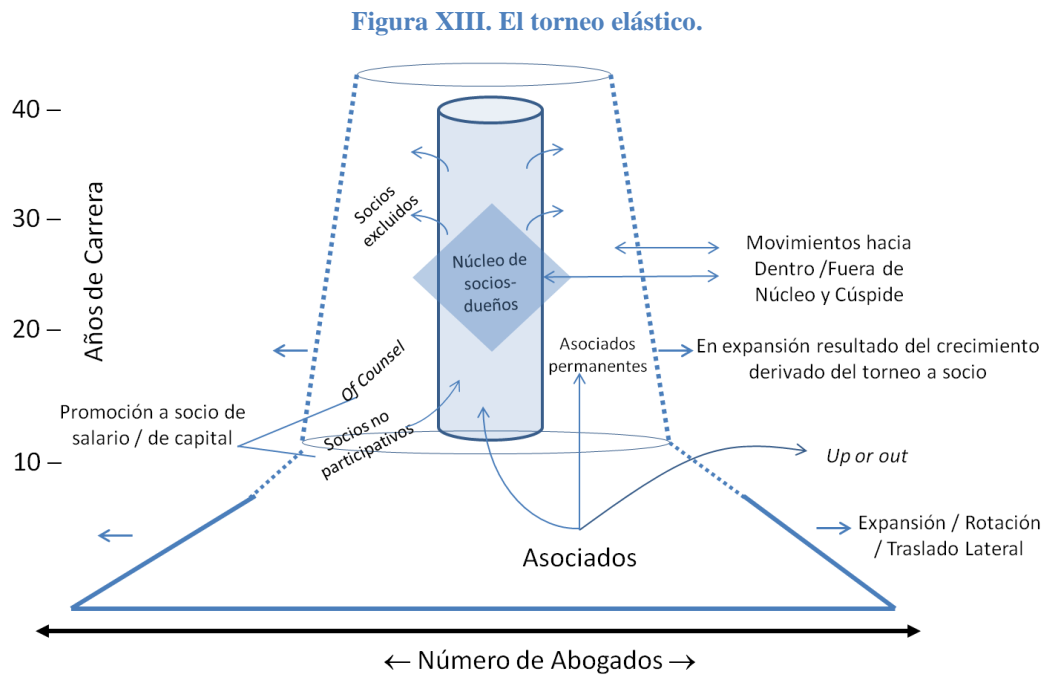 Figura XIII. El torneo elástico.
40 –
30 –
20 –
10 –
Años de Carrera
Socios
excluidos
Núcleo de
socios-
dueños
Movimientos hacia
Dentro /Fuera de
Núcleo y Cúspide
Asociados
permanentes
En expansión resultado del crecimiento
derivado del torneo a socio
Of Counsel
Promoción a socio de
salario / de capital
Socios no
participativos
Up or out
Expansión / Rotación
/ Traslado Lateral
Asociados
← Número de Abogados →